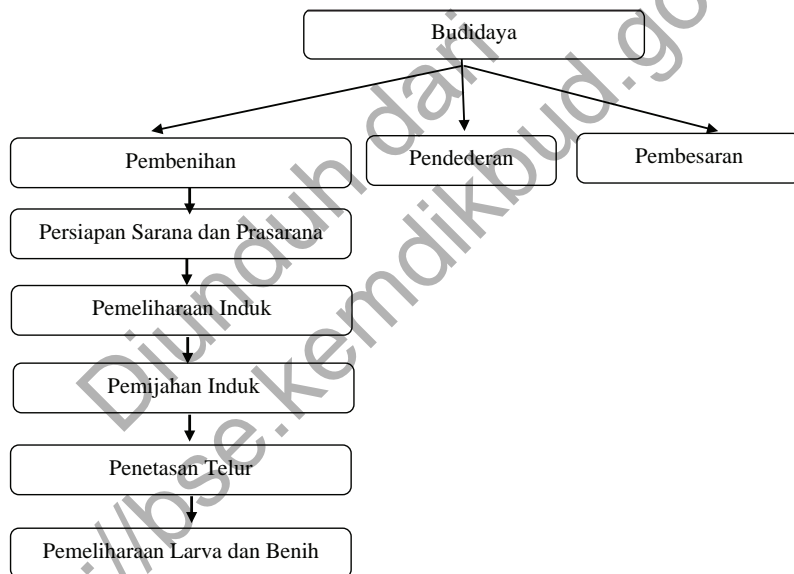 Budidaya
Pembenihan
Pendederan
Pembesaran
Persiapan Sarana dan Prasaruna
Pemeliharaan Induk
Pemijahan Induk
Penetasan Telur
Pemeliharaan Larva dan Benih
Diunduh dari
//bse.kemdikbud.go